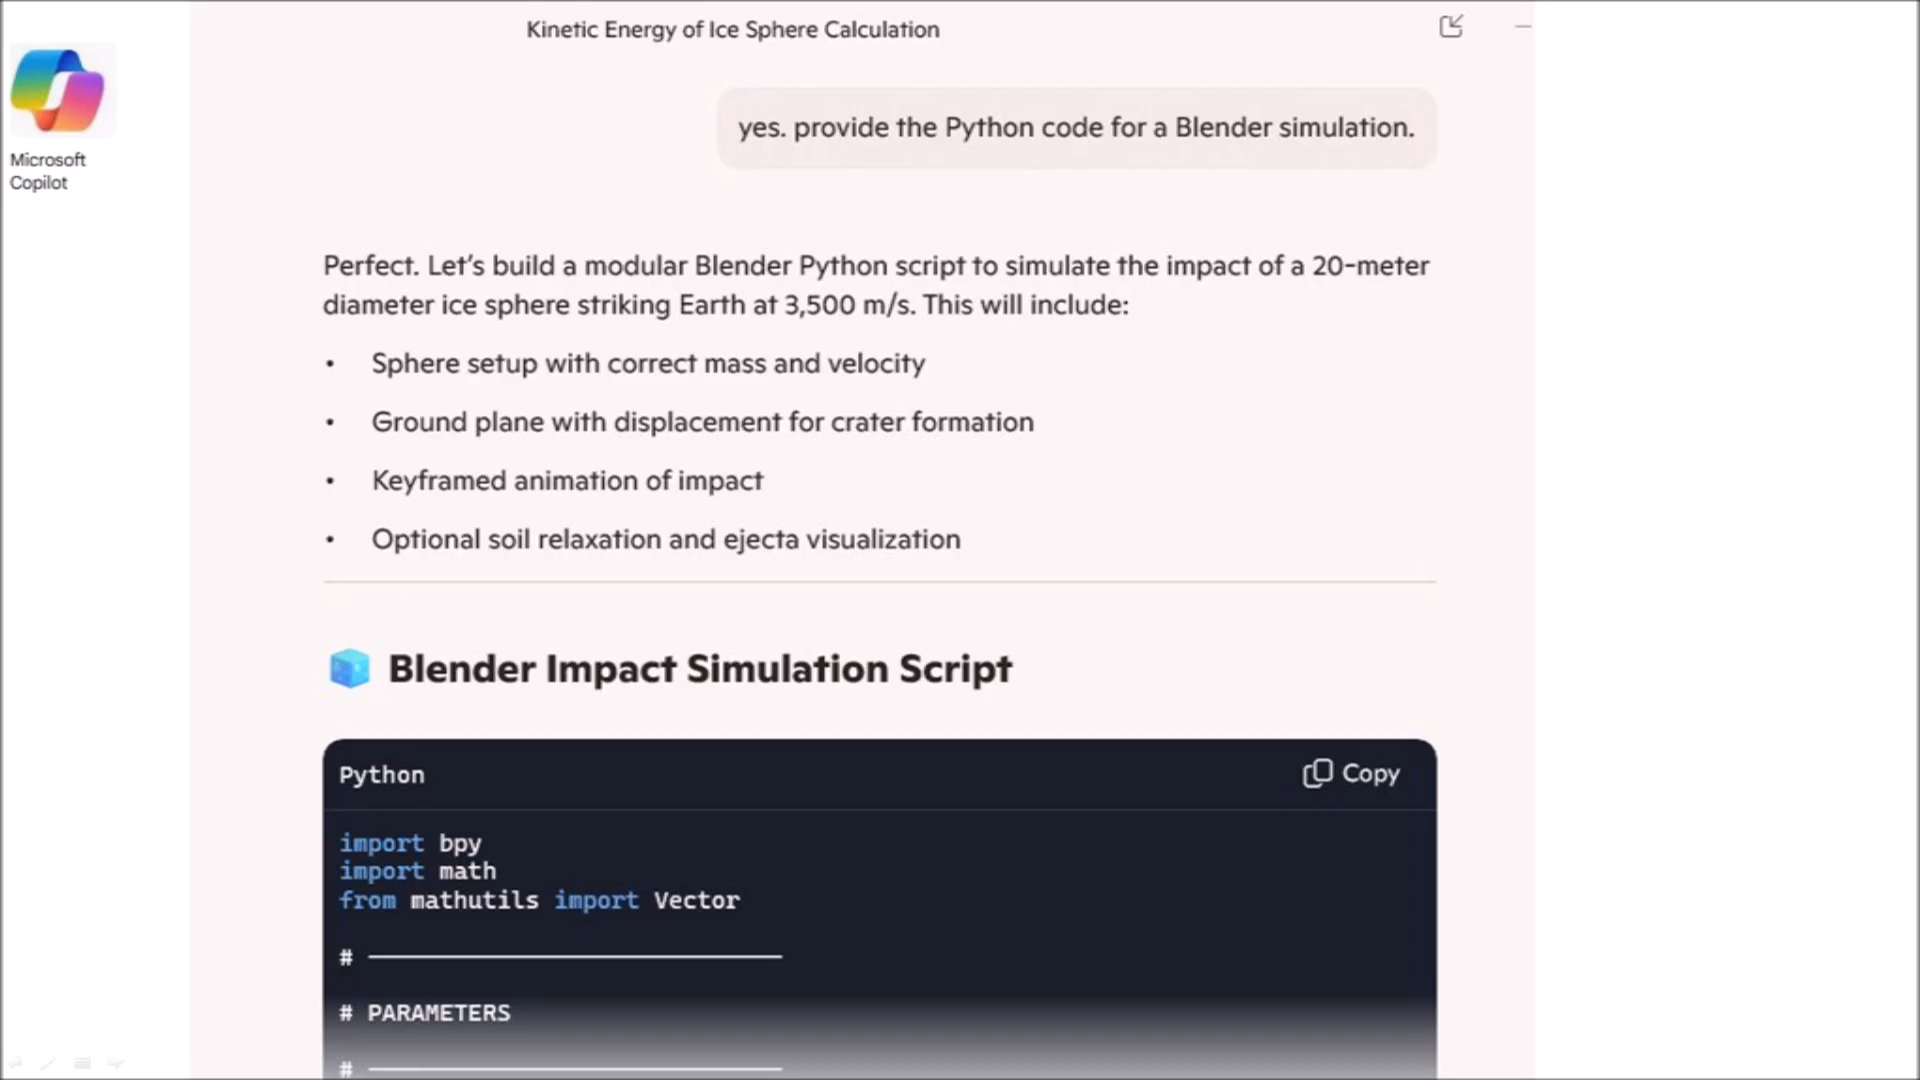 Kinetic Energy of Ice Sphere Calculation
Microsoft
Copilot
yes. provide the Python code for a Blender simulation.
Perfect. Let’s build a modular Blender Python script to simulate the impact of a 20-meter
diameter ice sphere striking Earth at 3,500 m/s. This will include:
• Sphere setup with correct mass and velocity
• Ground plane with displacement for crater formation
• Keyframed animation of impact
• Optional soil relaxation and ejecta visualization
Blender Impact Simulation Script
Python
Copy
import bpy
import math
from mathutils import Vector
# ─────────────────────────────
# PARAMETERS
# ─────────────────────────────